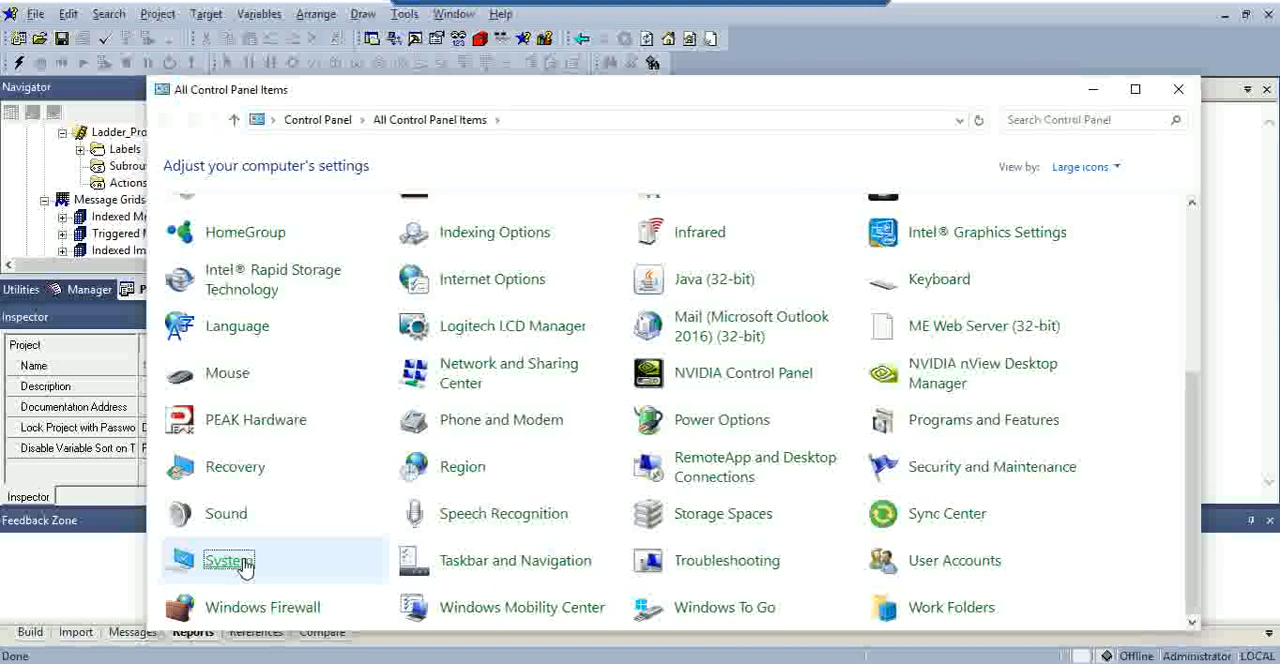 File Edit Search Project Target Variables Arrange Draw Tools Window Help
Navigator
Ladder_Pro
Labels
Subrou
Actions
Message Grids
Indexed Me
Triggered M
Indexed Im
Utilities Manager P
Inspector
Project
Name
Description
Documentation Address
Lock Project with Passwo D
Disable Variable Sort on T F
Inspector
Feedback Zone
All Control Panel Items
Control Panel > All Control Panel Items >
Search Control Panel
Adjust your computer's settings
View by: Large icons
HomeGroup
Indexing Options
Infrared
Intel® Graphics Settings
Intel® Rapid Storage
Technology
Internet Options
Java (32-bit)
Keyboard
Language
Logitech LCD Manager
Mail (Microsoft Outlook
2016) (32-bit)
ME Web Server (32-bit)
Mouse
Network and Sharing
Center
NVIDIA Control Panel
NVIDIA nView Desktop
Manager
PEAK Hardware
Phone and Modem
Power Options
Programs and Features
Recovery
Region
RemoteApp and Desktop
Connections
Security and Maintenance
Sound
Speech Recognition
Storage Spaces
Sync Center
System
Taskbar and Navigation
Troubleshooting
User Accounts
Windows Firewall
Windows Mobility Center
Windows To Go
Work Folders
Build Import Messages Reports References Compare
Done
Offline Administrator LOCAL